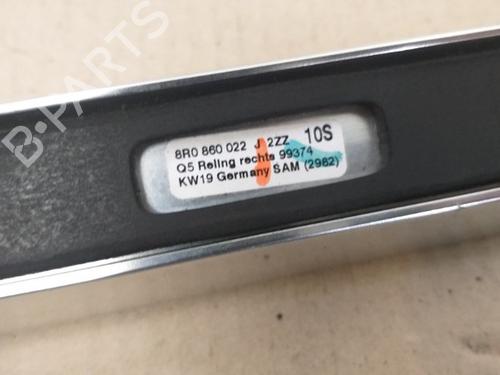 B-PARTS
8R0 860 022 J 2ZZ 10S
Q5 Reling rechts 99374
KW19 Germany SAM (2982)